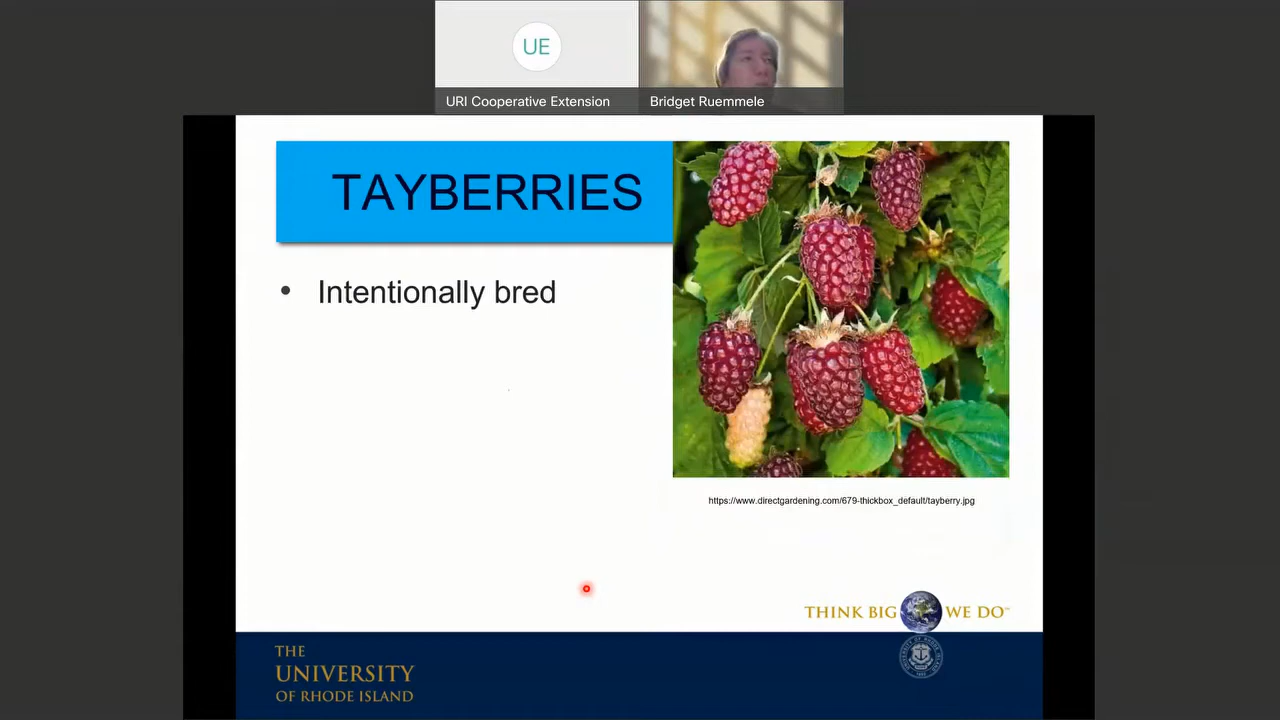 UE
URI Cooperative Extension
Bridget Ruemmele
TAYBERRIES
• Intentionally bred
https://www.directgardening.com/679-thickbox_default/tayberry.jpg
THINK BIG WE DO™
THE
UNIVERSITY
OF RHODE ISLAND